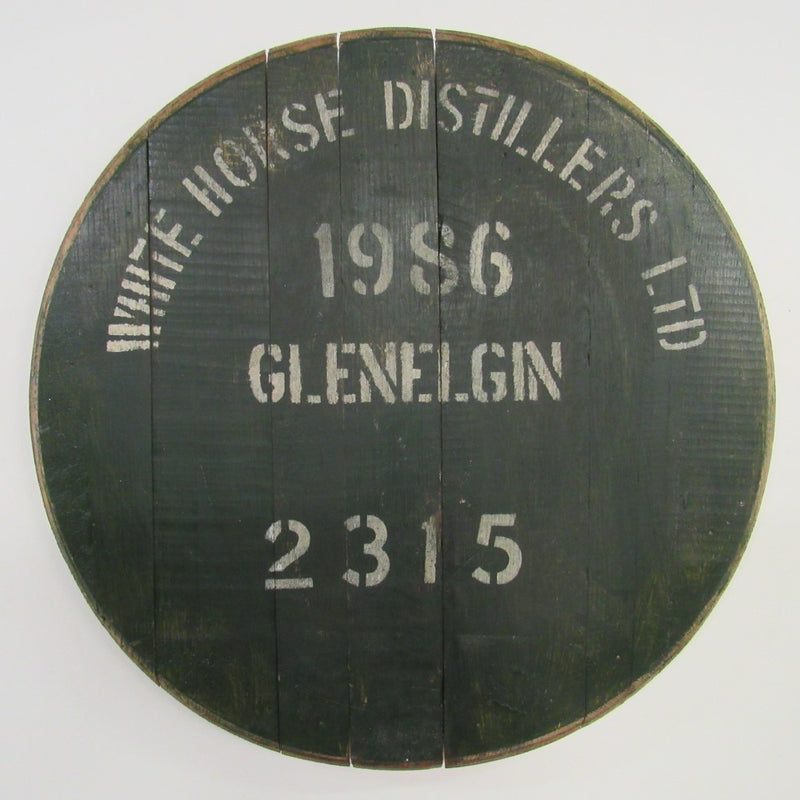 WHITE HORSE DISTILLERS LTD
1986
GLENELGIN
2315